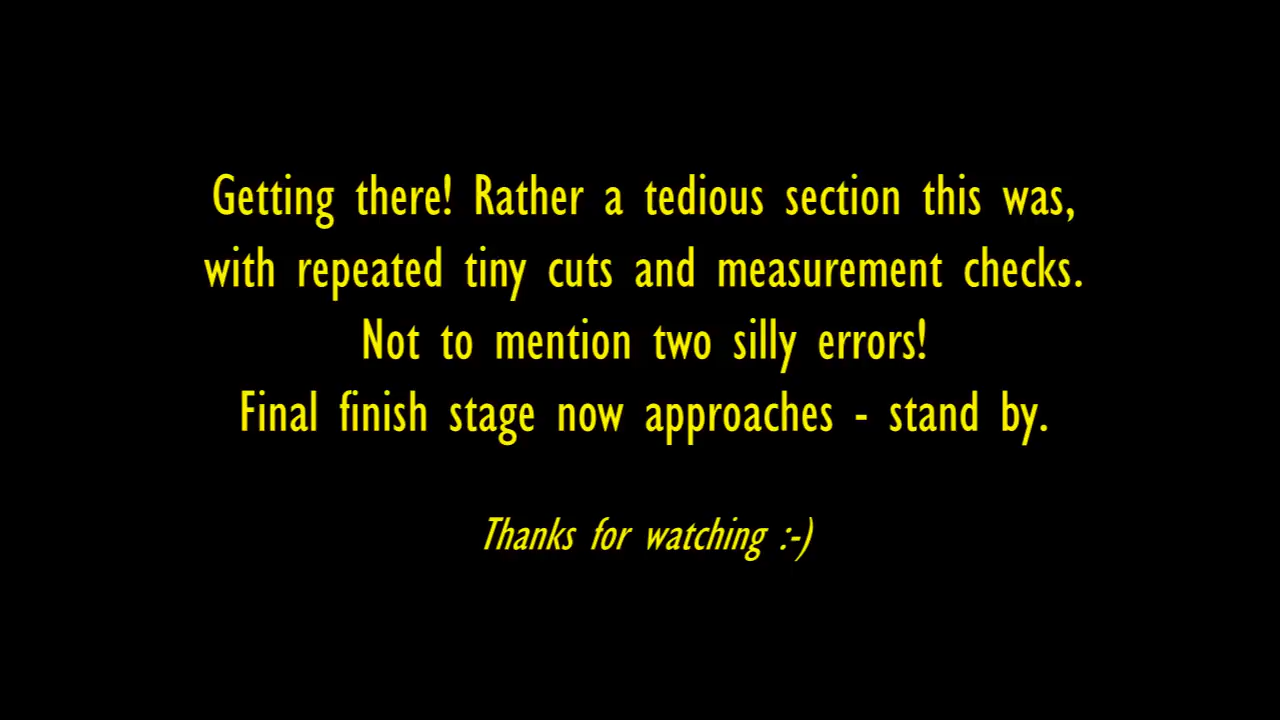 Getting there! Rather a tedious section this was,
with repeated tiny cuts and measurement checks.
Not to mention two silly errors!
Final finish stage now approaches - stand by.
Thanks for watching :-)